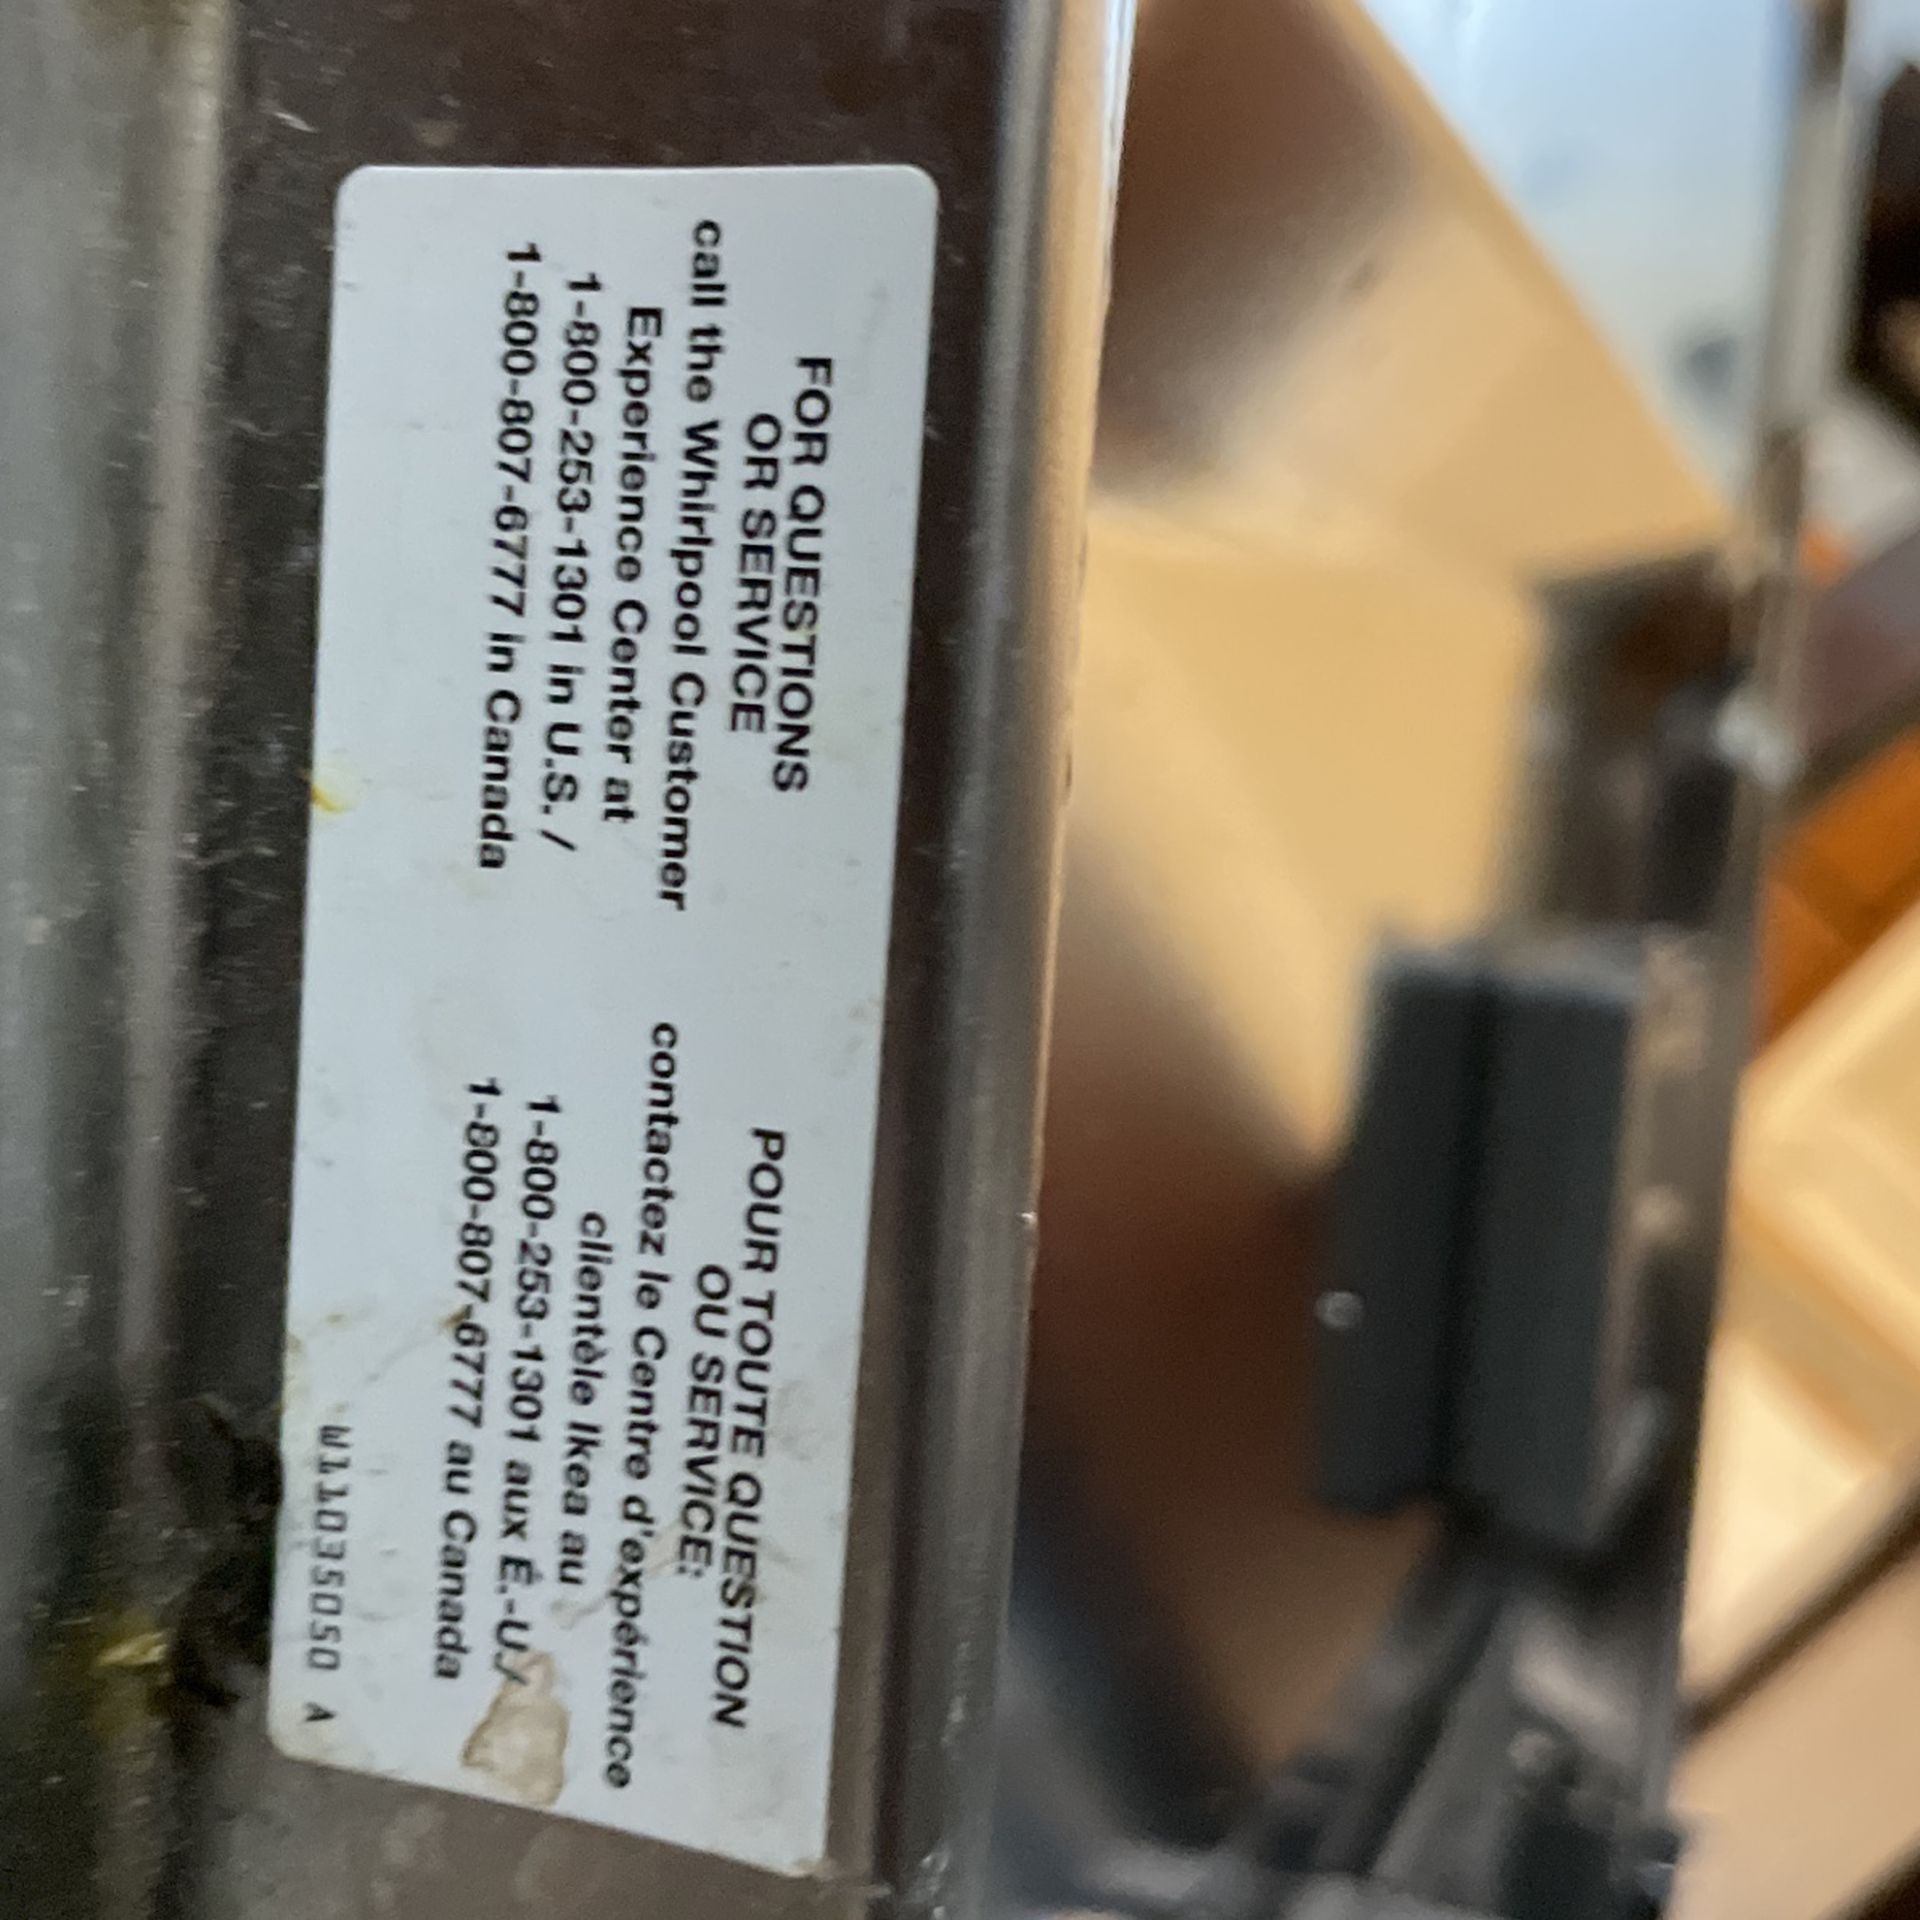 FOR QUESTIONS
OR SERVICE
call the Whirlpool Customer
Experience Center at
1-800-253-1301 in U.S. /
1-800-807-6777 in Canada
POUR TOUTE QUESTION
OU SERVICE:
contactez le Centre d'expérience
clientèle Ikea au
1-800-253-1301 aux É.-U./
1-800-807-6777 au Canada
W11035050 A